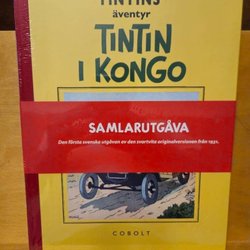 TINTINS
äventyr
TINTIN
I KONGO
SAMLARUTGÅVA
Den första svenska utgåvan av den svartvita originalversionen från 1931.
COBOLT